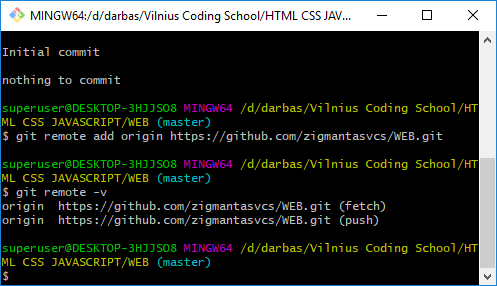 MINGW64:/d/darbas/Vilnius Coding School/HTML CSS JAV...
Initial commit
nothing to commit
superuser@DESKTOP-3HJJSO8 MINGW64 /d/darbas/Vilnius Coding School/HT
ML CSS JAVASCRIPT/WEB (master)
$ git remote add origin https://github.com/zigmantasvcs/WEB.git
superuser@DESKTOP-3HJJSO8 MINGW64 /d/darbas/Vilnius Coding School/HT
ML CSS JAVASCRIPT/WEB (master)
$ git remote -v
origin  https://github.com/zigmantasvcs/WEB.git (fetch)
origin  https://github.com/zigmantasvcs/WEB.git (push)
superuser@DESKTOP-3HJJSO8 MINGW64 /d/darbas/Vilnius Coding School/HT
ML CSS JAVASCRIPT/WEB (master)
$